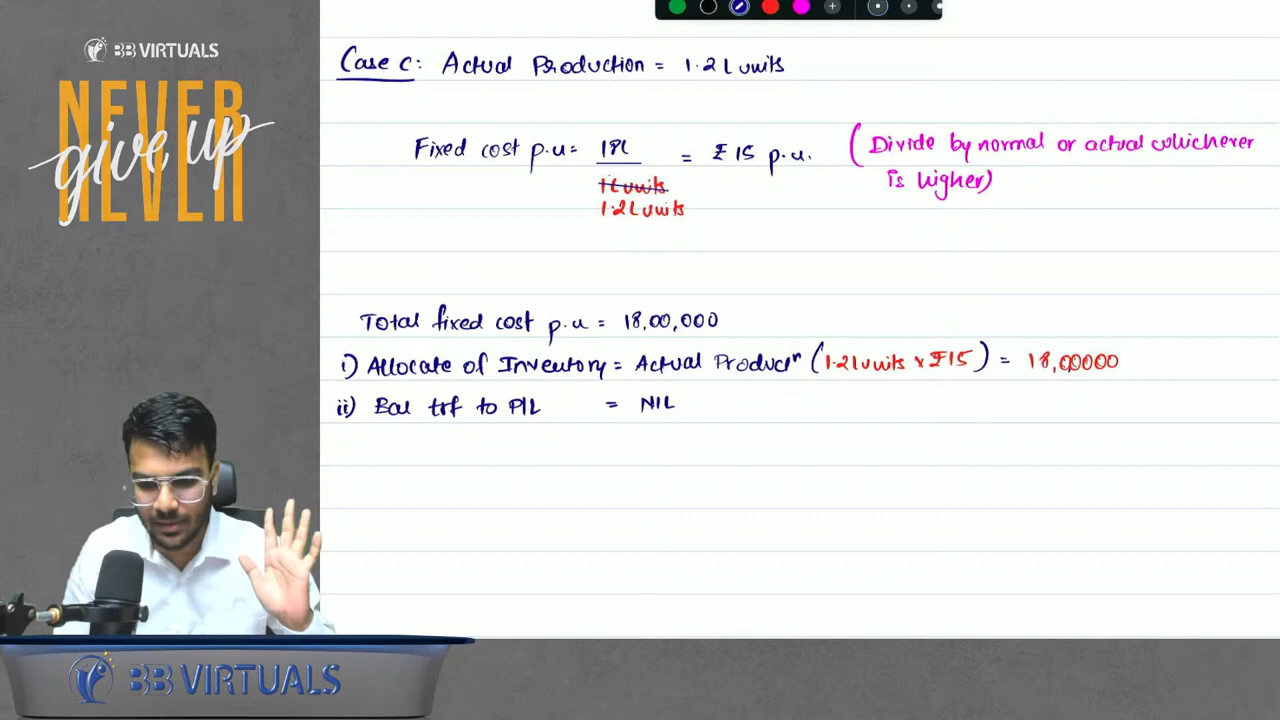 BB VIRTUALS
NEVER
give up
NEVER
Case C: Actual Production = 1.2L units
Fixed cost p.u = 18L = ₹15 p.u. (Divide by normal or actual whichever
1L units is higher)
1.2L units
Total fixed cost p.u = 18,00,000
i) Allocate of Inventory = Actual Productⁿ (1.2L units x ₹15) = 18,00000
ii) Bal trf to P/L = NIL
BB VIRTUALS